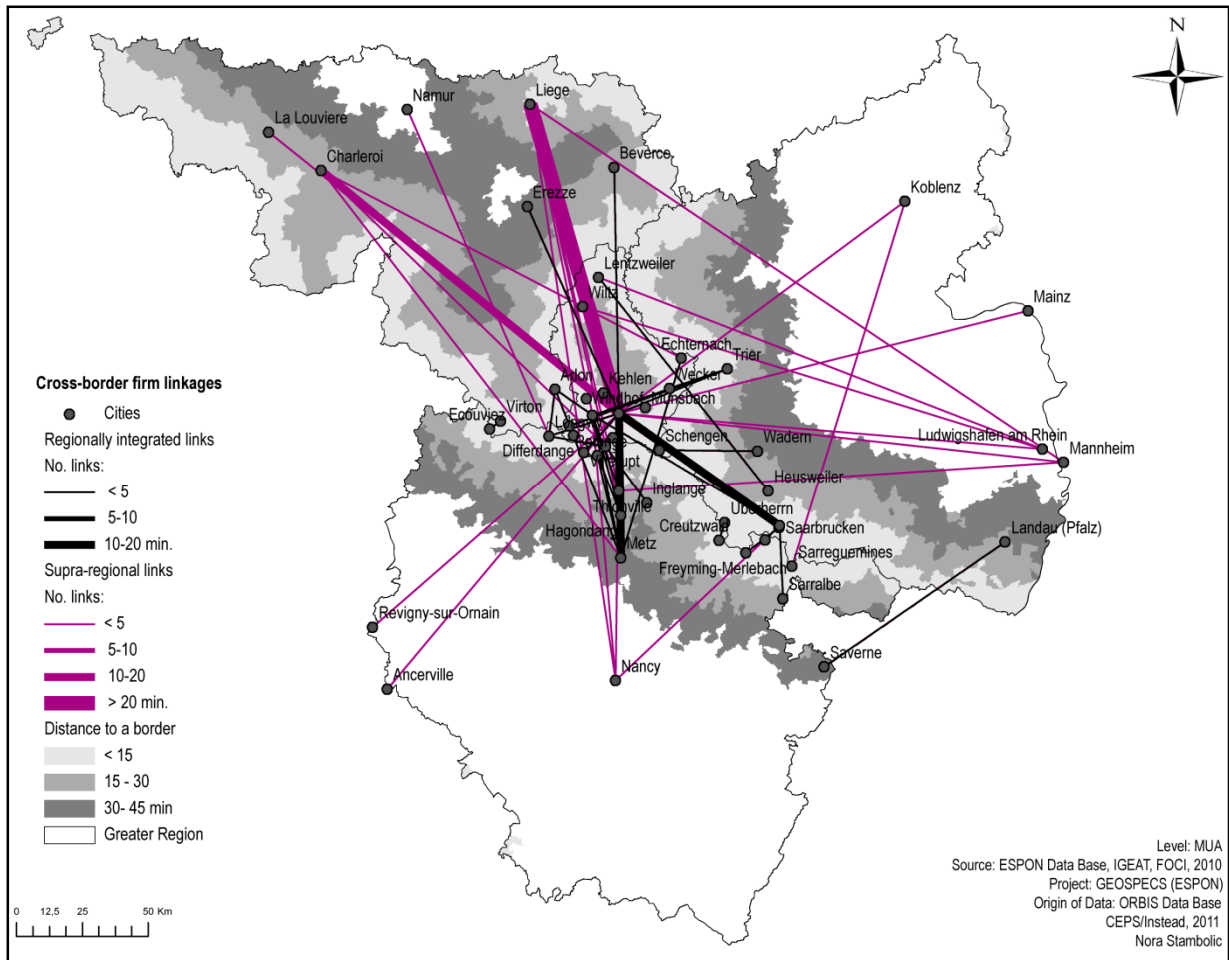 N
Liege
Namur
La Louviere
Charleroi
Beverce
Koblenz
Erezze
Lentzweiler
Wiltz
Mainz
Echternach
Trier
Arlon
Kehlen
Wecker
Windhof
Munsbach
Virton
Ecouviez
Differdange
Schengen
Wadern
Ludwigshafen am Rhein
Mannheim
Heusweiler
Inglange
Thionville
Uberherrn
Creutzwald
Saarbrucken
Landau (Pfalz)
Hagondange
Metz
Freyming-Merlebach
Sarreguemines
Sarralbe
Revigny-sur-Ornain
Saverne
Ancerville
Nancy
Cross-border firm linkages
Cities
Regionally integrated links
No. links:
< 5
5-10
10-20 min.
Supra-regional links
No. links:
< 5
5-10
10-20
> 20 min.
Distance to a border
< 15
15 - 30
30- 45 min
Greater Region
0 12,5 25 50 Km
Level: MUA
Source: ESPON Data Base, IGEAT, FOCI, 2010
Project: GEOSPECS (ESPON)
Origin of Data: ORBIS Data Base
CEPS/Instead, 2011
Nora Stambolic